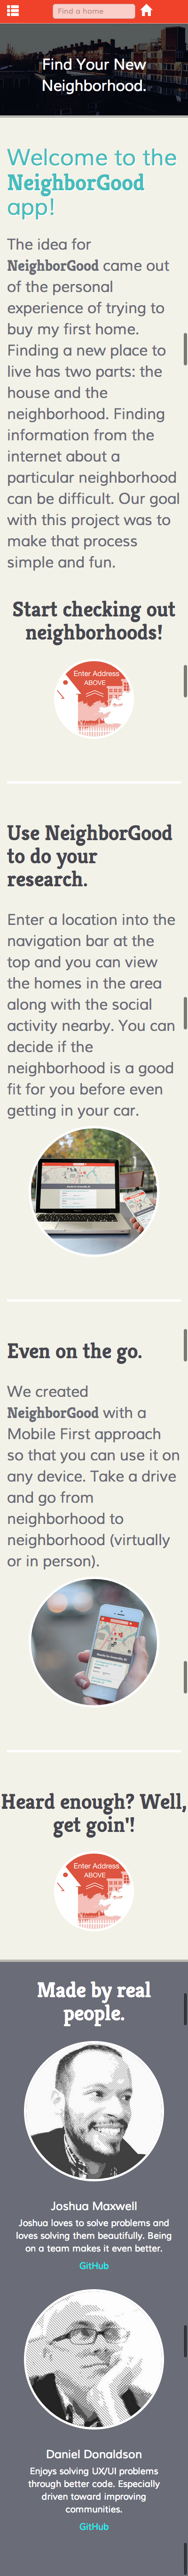 Find a home
Find Your New
Neighborhood.
Welcome to the
NeighborGood
app!
The idea for
NeighborGood came out
of the personal
experience of trying to
buy my first home.
Finding a new place to
live has two parts: the
house and the
neighborhood. Finding
information from the
internet about a
particular neighborhood
can be difficult. Our goal
with this project was to
make that process
simple and fun.
Start checking out
neighborhoods!
Enter Address
ABOVE
Use NeighborGood
to do your
research.
Enter a location into the
navigation bar at the
top and you can view
the homes in the area
along with the social
activity nearby. You can
decide if the
neighborhood is a good
fit for you before even
getting in your car.
Even on the go.
We created
NeighborGood with a
Mobile First approach
so that you can use it on
any device. Take a drive
and go from
neighborhood to
neighborhood (virtually
or in person).
Heard enough? Well,
get goin'!
Enter Address
ABOVE
Made by real
people.
Joshua Maxwell
Joshua loves to solve problems and
loves solving them beautifully. Being
on a team makes it even better.
GitHub
Daniel Donaldson
Enjoys solving UX/UI problems
through better code. Especially
driven toward improving
communities.
GitHub